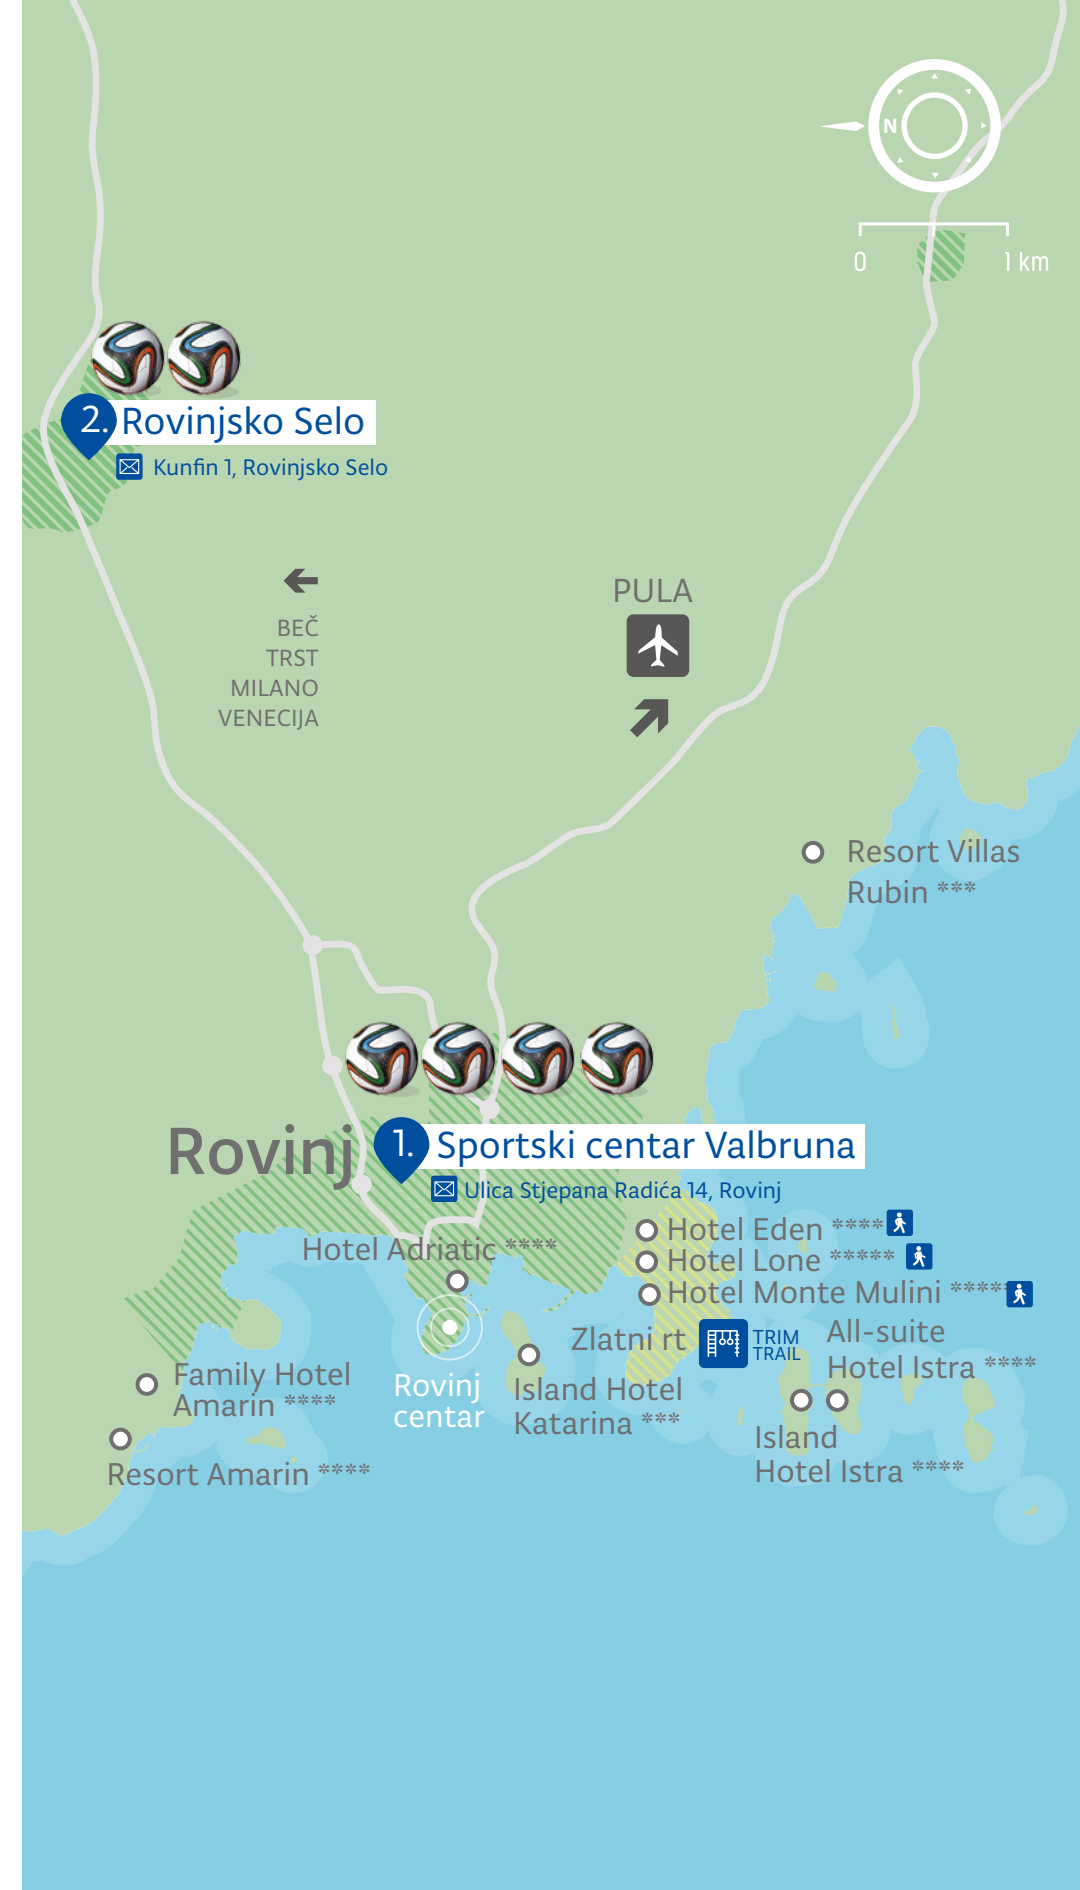 N
0
1 km
2. Rovinjsko Selo
Kunfin 1, Rovinjsko Selo
BEČ
TRST
MILANO
VENECIJA
PULA
Resort Villas
Rubin ***
Rovinj
1. Sportski centar Valbruna
Ulica Stjepana Radića 14, Rovinj
Hotel Adriatic ****
Hotel Eden ****
Hotel Lone *****
Hotel Monte Mulini *****
Zlatni rt
TRIM
TRAIL
All-suite
Hotel Istra ****
Family Hotel
Amarin ****
Rovinj
centar
Island Hotel
Katarina ***
Island
Hotel Istra ****
Resort Amarin ****